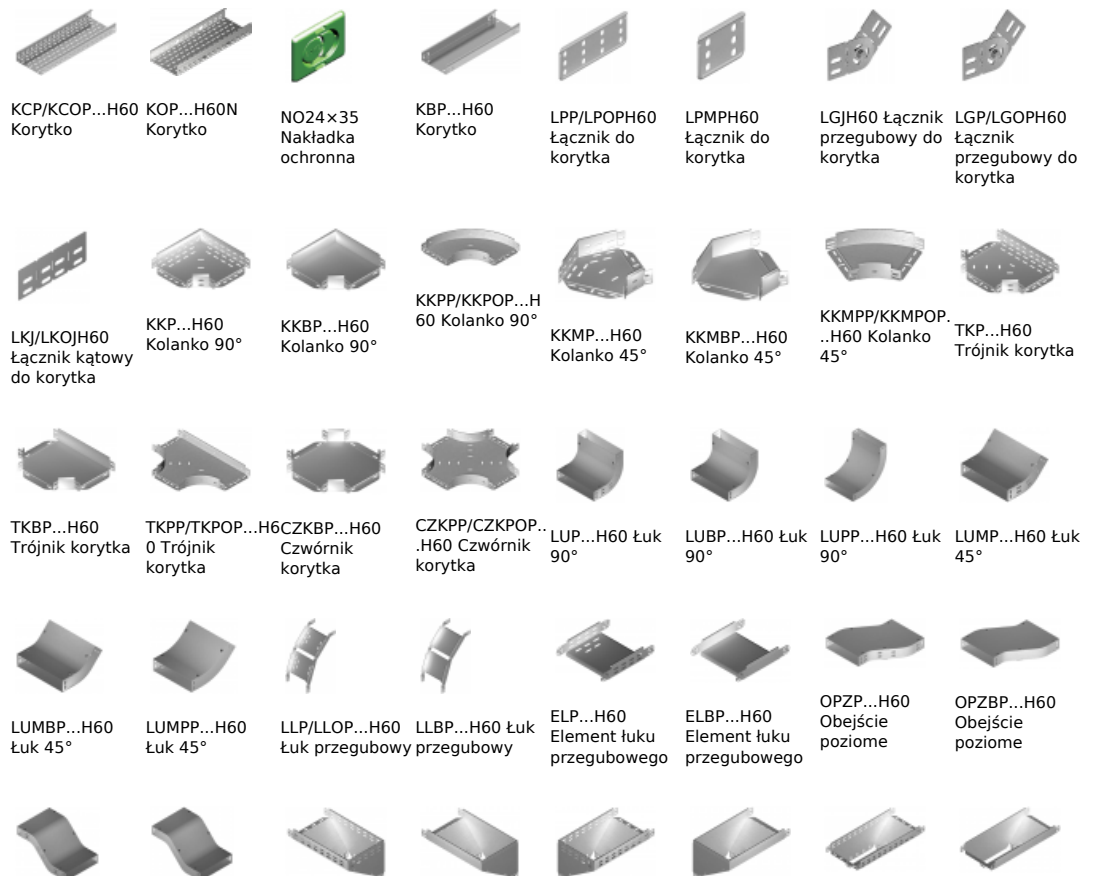 KCP/KCOP...H60
Korytko
KOP...H60N
Korytko
NO24×35
Nakładka
ochronna
KBP...H60
Korytko
LPP/LPOPH60
Łącznik do
korytka
LPMPH60
Łącznik do
korytka
LGJH60 Łącznik
przegubowy do
korytka
LGP/LGOPH60
Łącznik
przegubowy do
korytka
LKJ/LKOJH60
Łącznik kątowy
do korytka
KKP...H60
Kolanko 90°
KKBP...H60
Kolanko 90°
KKPP/KKPOP...H
60 Kolanko 90°
KKMP...H60
Kolanko 45°
KKMBP...H60
Kolanko 45°
KKMPP/KKMPOP.
..H60 Kolanko
45°
TKP...H60
Trójnik korytka
TKBP...H60
Trójnik korytka
TKPP/TKPOP...H6
0 Trójnik
korytka
CZKBP...H60
Czwórnik
korytka
CZKPP/CZKPOP..
.H60 Czwórnik
korytka
LUP...H60 Łuk
90°
LUBP...H60 Łuk
90°
LUPP...H60 Łuk
90°
LUMP...H60 Łuk
45°
LUMBP...H60
Łuk 45°
LUMPP...H60
Łuk 45°
LLP/LLOP...H60
Łuk przegubowy
LLBP...H60 Łuk
przegubowy
ELP...H60
Element łuku
przegubowego
ELBP...H60
Element łuku
przegubowego
OPZP...H60
Obejście
poziome
OPZBP...H60
Obejście
poziome